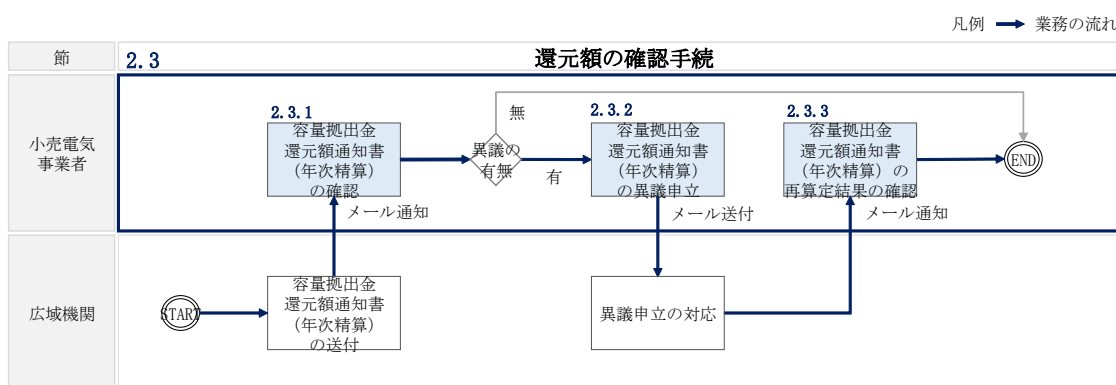 凡例
業務の流れ
節
2.3
還元額の確認手続
小売電気
事業者
2.3.1
容量拠出金
還元額通知書
（年次精算）
の確認
異議の
有無
無
有
2.3.2
容量拠出金
還元額通知書
（年次精算）
の異議申立
2.3.3
容量拠出金
還元額通知書
（年次精算）の
再算定結果の確認
END
メール通知
メール送付
メール通知
広域機関
START
容量拠出金
還元額通知書
（年次精算）
の送付
異議申立の対応